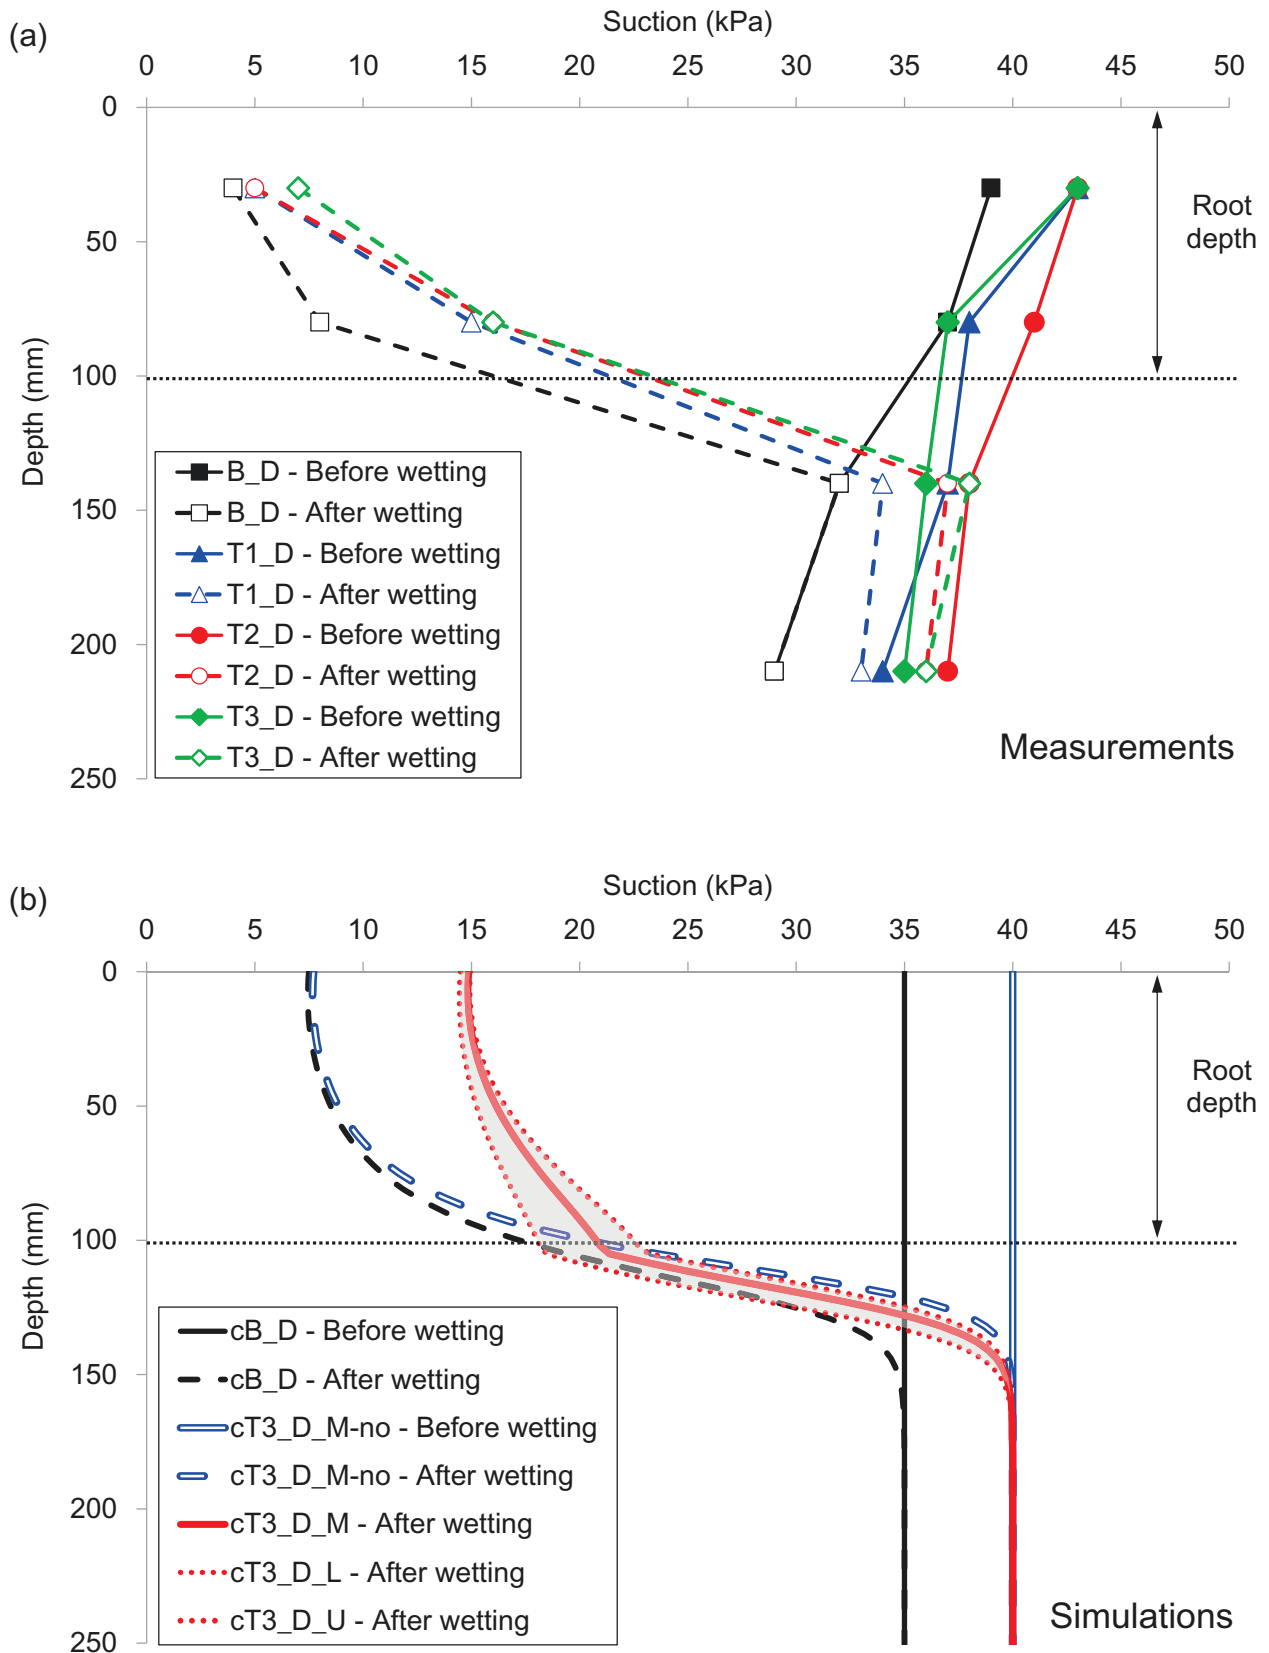 (a)
Suction (kPa)
0 5 10 15 20 25 30 35 40 45 50
0
50
100
150
200
250
Depth (mm)
Root
depth
B_D - Before wetting
B_D - After wetting
T1_D - Before wetting
T1_D - After wetting
T2_D - Before wetting
T2_D - After wetting
T3_D - Before wetting
T3_D - After wetting
Measurements
(b)
Suction (kPa)
0 5 10 15 20 25 30 35 40 45 50
0
50
100
150
200
250
Depth (mm)
Root
depth
cB_D - Before wetting
cB_D - After wetting
cT3_D_M-no - Before wetting
cT3_D_M-no - After wetting
cT3_D_M - After wetting
cT3_D_L - After wetting
cT3_D_U - After wetting
Simulations